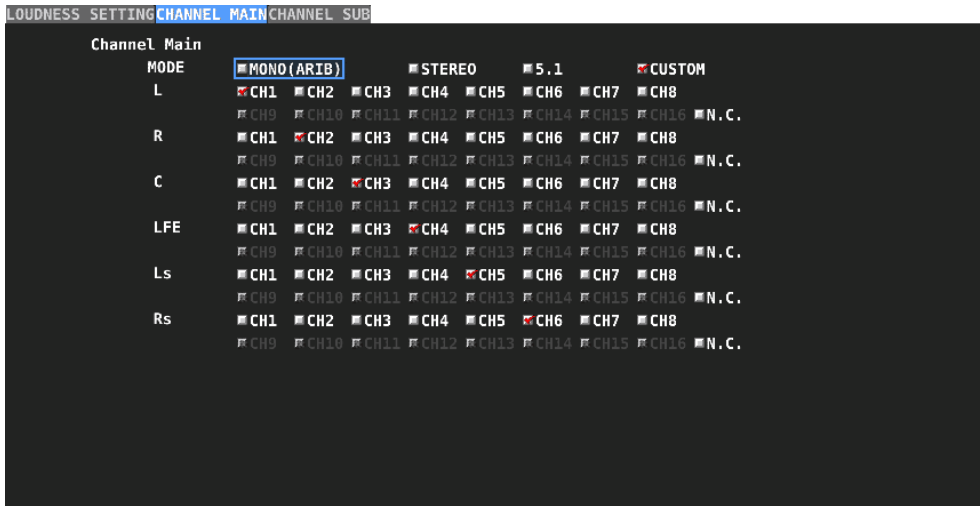 LOUDNESS SETTING CHANNEL MAIN CHANNEL SUB
Channel Main
MODE MONO(ARIB) STEREO 5.1 CUSTOM
L CH1 CH2 CH3 CH4 CH5 CH6 CH7 CH8
CH9 CH10 CH11 CH12 CH13 CH14 CH15 CH16 N.C.
R CH1 CH2 CH3 CH4 CH5 CH6 CH7 CH8
CH9 CH10 CH11 CH12 CH13 CH14 CH15 CH16 N.C.
C CH1 CH2 CH3 CH4 CH5 CH6 CH7 CH8
CH9 CH10 CH11 CH12 CH13 CH14 CH15 CH16 N.C.
LFE CH1 CH2 CH3 CH4 CH5 CH6 CH7 CH8
CH9 CH10 CH11 CH12 CH13 CH14 CH15 CH16 N.C.
Ls CH1 CH2 CH3 CH4 CH5 CH6 CH7 CH8
CH9 CH10 CH11 CH12 CH13 CH14 CH15 CH16 N.C.
Rs CH1 CH2 CH3 CH4 CH5 CH6 CH7 CH8
CH9 CH10 CH11 CH12 CH13 CH14 CH15 CH16 N.C.